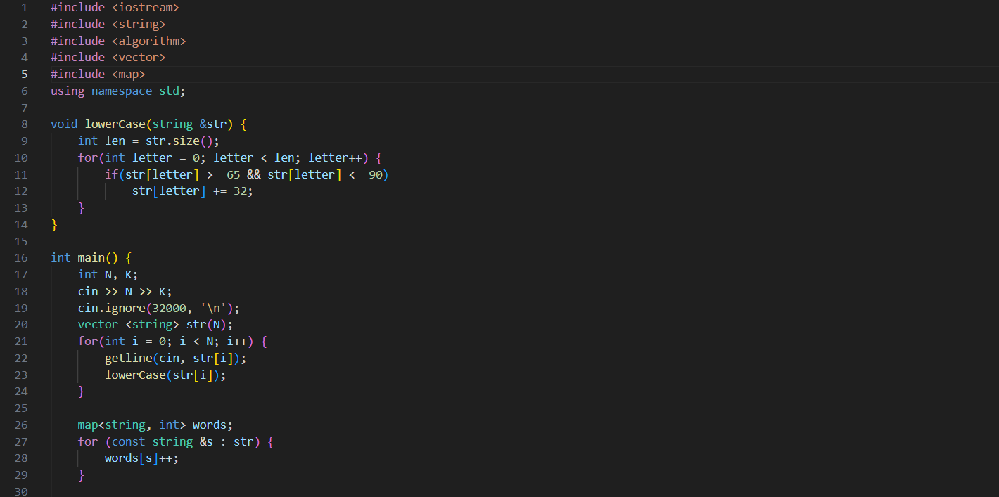 1 #include <iostream>
2 #include <string>
3 #include <algorithm>
4 #include <vector>
5 #include <map>
6 using namespace std;
7
8 void lowerCase(string &str) {
9     int len = str.size();
10     for(int letter = 0; letter < len; letter++) {
11         if(str[letter] >= 65 && str[letter] <= 90)
12             str[letter] += 32;
13     }
14 }
15
16 int main() {
17     int N, K;
18     cin >> N >> K;
19     cin.ignore(32000, '\n');
20     vector <string> str(N);
21     for(int i = 0; i < N; i++) {
22         getline(cin, str[i]);
23         lowerCase(str[i]);
24     }
25
26     map<string, int> words;
27     for (const string &s : str) {
28         words[s]++;
29     }
30